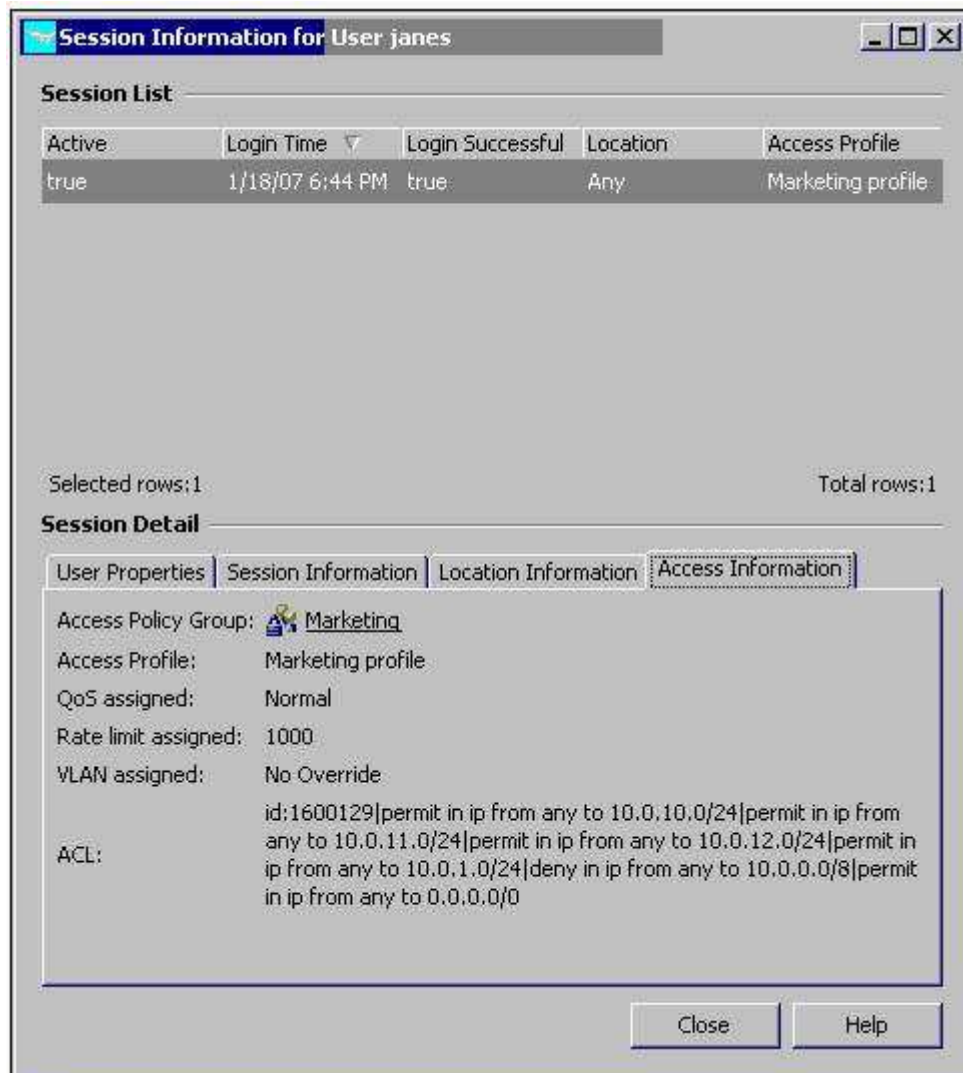 Session Information for User janes
Session List
Active Login Time Login Successful Location Access Profile
true 1/18/07 6:44 PM true Any Marketing profile
Selected rows:1 Total rows:1
Session Detail
User Properties Session Information Location Information Access Information
Access Policy Group: Marketing
Access Profile: Marketing profile
QoS assigned: Normal
Rate limit assigned: 1000
VLAN assigned: No Override
ACL: id:1600129|permit in ip from any to 10.0.10.0/24|permit in ip from
any to 10.0.11.0/24|permit in ip from any to 10.0.12.0/24|permit in
ip from any to 10.0.1.0/24|deny in ip from any to 10.0.0.0/8|permit
in ip from any to 0.0.0.0/0
Close Help